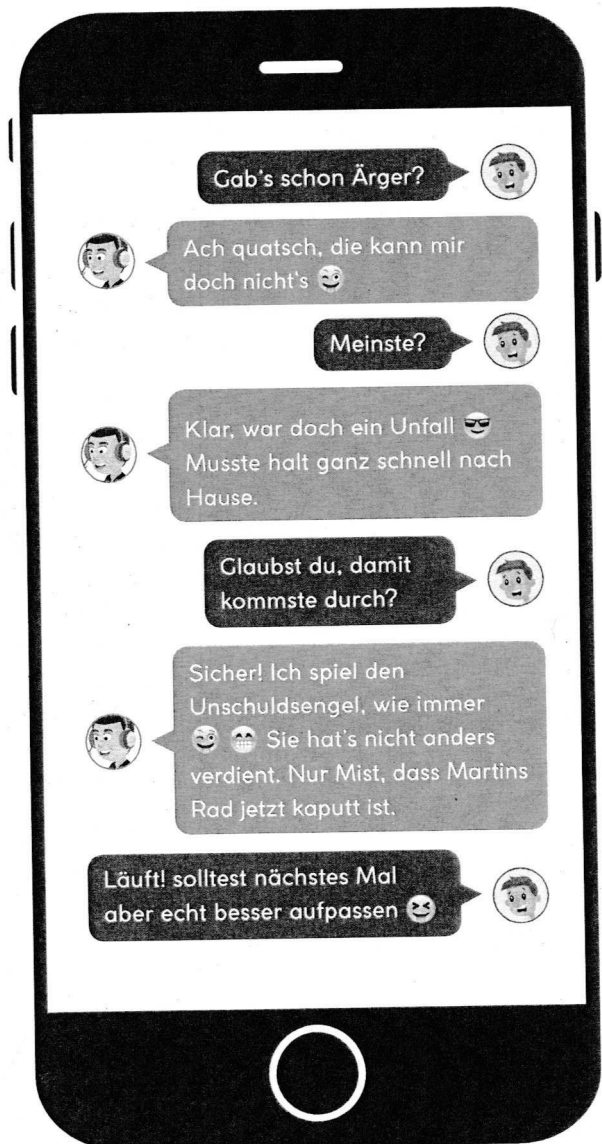 Gab's schon Ärger?
Ach quatsch, die kann mir
doch nicht's 😉
Meinste?
Klar, war doch ein Unfall 😎
Musste halt ganz schnell nach
Hause.
Glaubst du, damit
kommste durch?
Sicher! Ich spiel den
Unschuldsengel, wie immer
😉 😁 Sie hat's nicht anders
verdient. Nur Mist, dass Martins
Rad jetzt kaputt ist.
Läuft! solltest nächstes Mal
aber echt besser aufpassen 😆